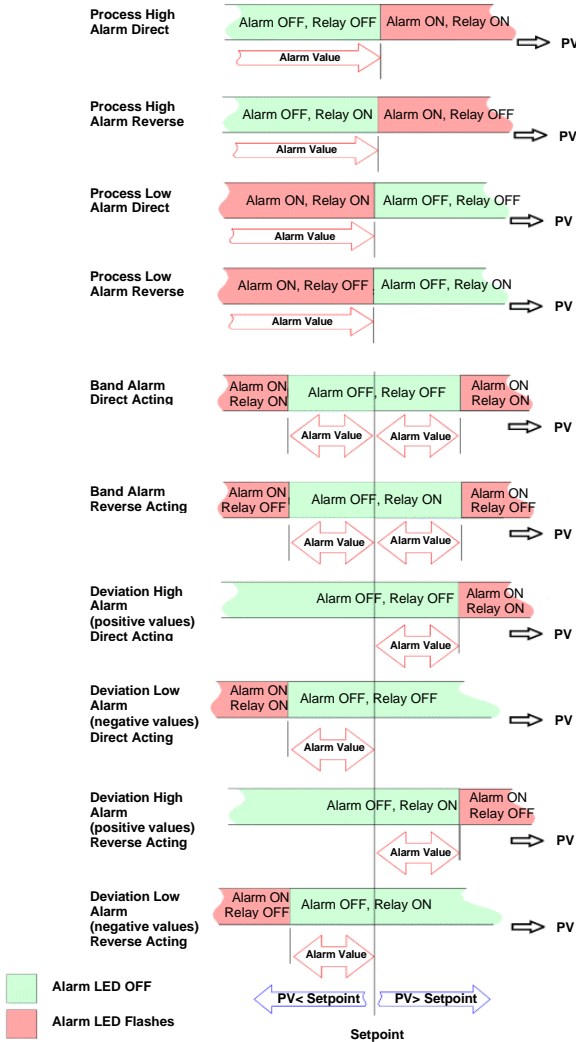 Process High
Alarm Direct
Alarm OFF, Relay OFF
Alarm ON, Relay ON
Alarm Value
PV
Process High
Alarm Reverse
Alarm OFF, Relay ON
Alarm ON, Relay OFF
Alarm Value
PV
Process Low
Alarm Direct
Alarm ON, Relay ON
Alarm OFF, Relay OFF
Alarm Value
PV
Process Low
Alarm Reverse
Alarm ON, Relay OFF
Alarm OFF, Relay ON
Alarm Value
PV
Band Alarm
Direct Acting
Alarm ON
Relay ON
Alarm OFF, Relay OFF
Alarm ON
Relay ON
Alarm Value
Alarm Value
PV
Band Alarm
Reverse Acting
Alarm ON
Relay OFF
Alarm OFF, Relay ON
Alarm ON
Relay OFF
Alarm Value
Alarm Value
PV
Deviation High
Alarm
(positive values)
Direct Acting
Alarm OFF, Relay OFF
Alarm ON
Relay ON
Alarm Value
PV
Deviation Low
Alarm
(negative values)
Direct Acting
Alarm ON
Relay ON
Alarm OFF, Relay OFF
Alarm Value
PV
Deviation High
Alarm
(positive values)
Reverse Acting
Alarm OFF, Relay ON
Alarm ON
Relay OFF
Alarm Value
PV
Deviation Low
Alarm
(negative values)
Reverse Acting
Alarm ON
Relay OFF
Alarm OFF, Relay ON
Alarm Value
PV
Alarm LED OFF
PV< Setpoint
PV> Setpoint
Alarm LED Flashes
Setpoint